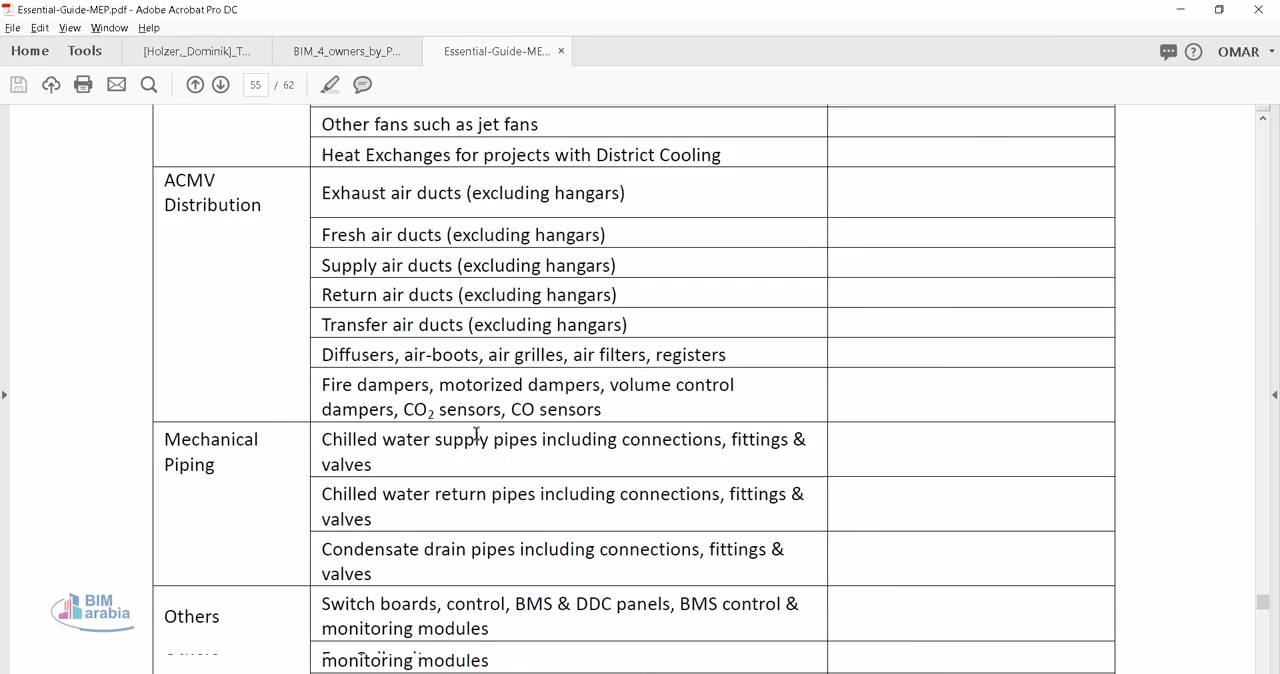 Essential-Guide-MEP.pdf - Adobe Acrobat Pro DC
File Edit View Window Help
Home Tools [Holzer,_Dominik]_T... BIM_4_owners_by_P... Essential-Guide-ME... × OMAR
55 / 62
Other fans such as jet fans
Heat Exchanges for projects with District Cooling
ACMV
Distribution
Exhaust air ducts (excluding hangars)
Fresh air ducts (excluding hangars)
Supply air ducts (excluding hangars)
Return air ducts (excluding hangars)
Transfer air ducts (excluding hangars)
Diffusers, air-boots, air grilles, air filters, registers
Fire dampers, motorized dampers, volume control
dampers, CO₂ sensors, CO sensors
Mechanical
Piping
Chilled water supply pipes including connections, fittings &
valves
Chilled water return pipes including connections, fittings &
valves
Condensate drain pipes including connections, fittings &
valves
Others
Switch boards, control, BMS & DDC panels, BMS control &
monitoring modules
monitoring modules
BIM
arabia